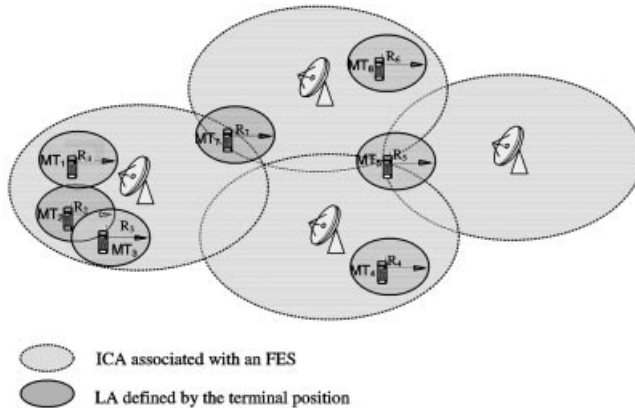 MT₆ R₆
MT₇ R₇
MT₅ R₅
MT₁ R₁
MT₂ R₂
R₃
MT₃
MT₄ R₄
ICA associated with an FES
LA defined by the terminal position